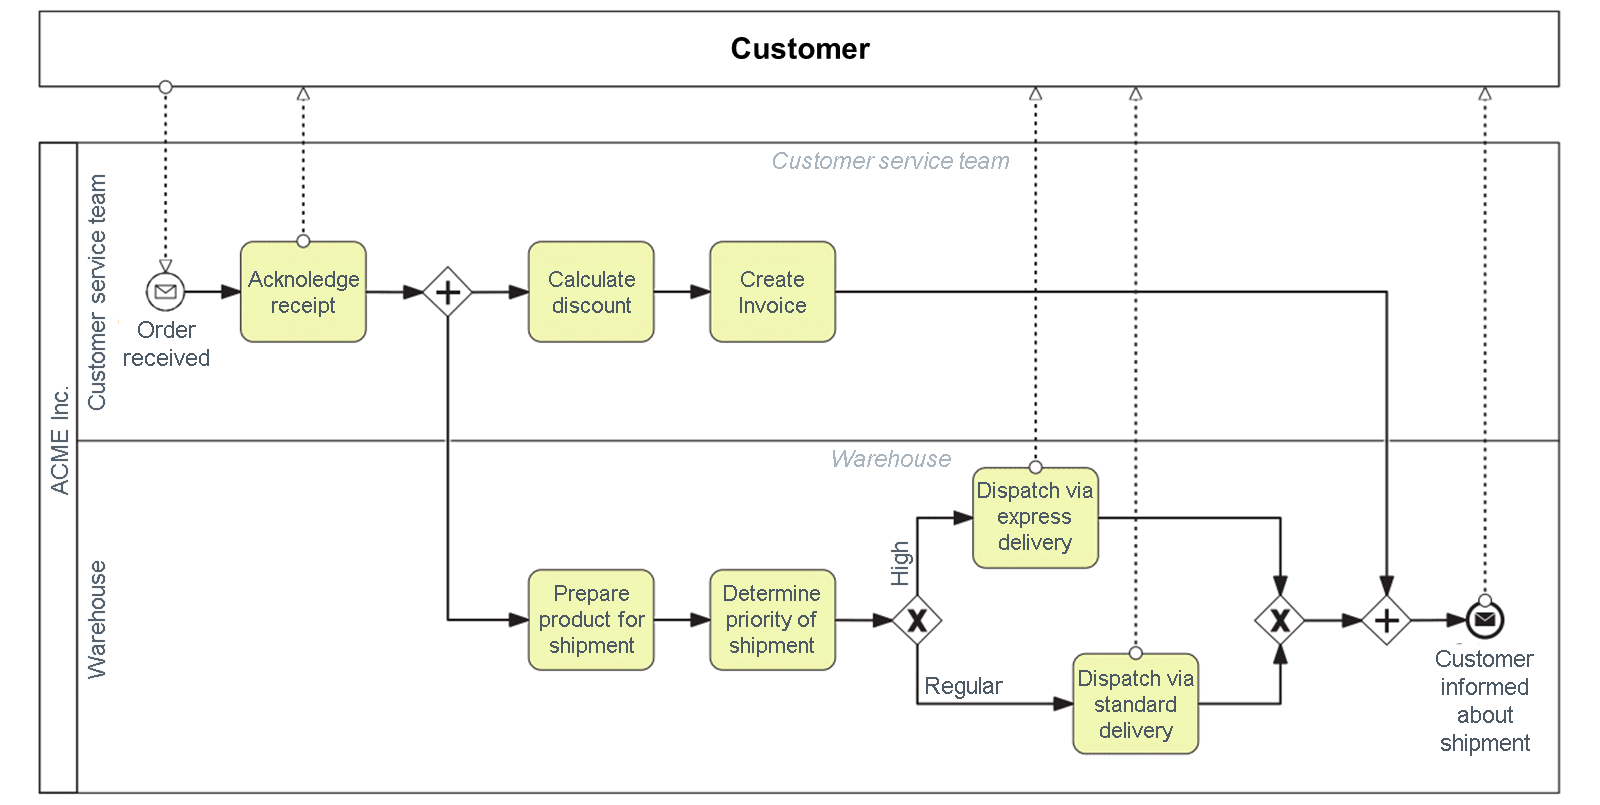 Customer
Customer service team
ACME Inc.
Customer service team
Order
received
Acknoledge
receipt
Calculate
discount
Create
Invoice
Warehouse
Warehouse
Prepare
product for
shipment
Determine
priority of
shipment
High
Regular
Dispatch via
express
delivery
Dispatch via
standard
delivery
Customer
informed
about
shipment